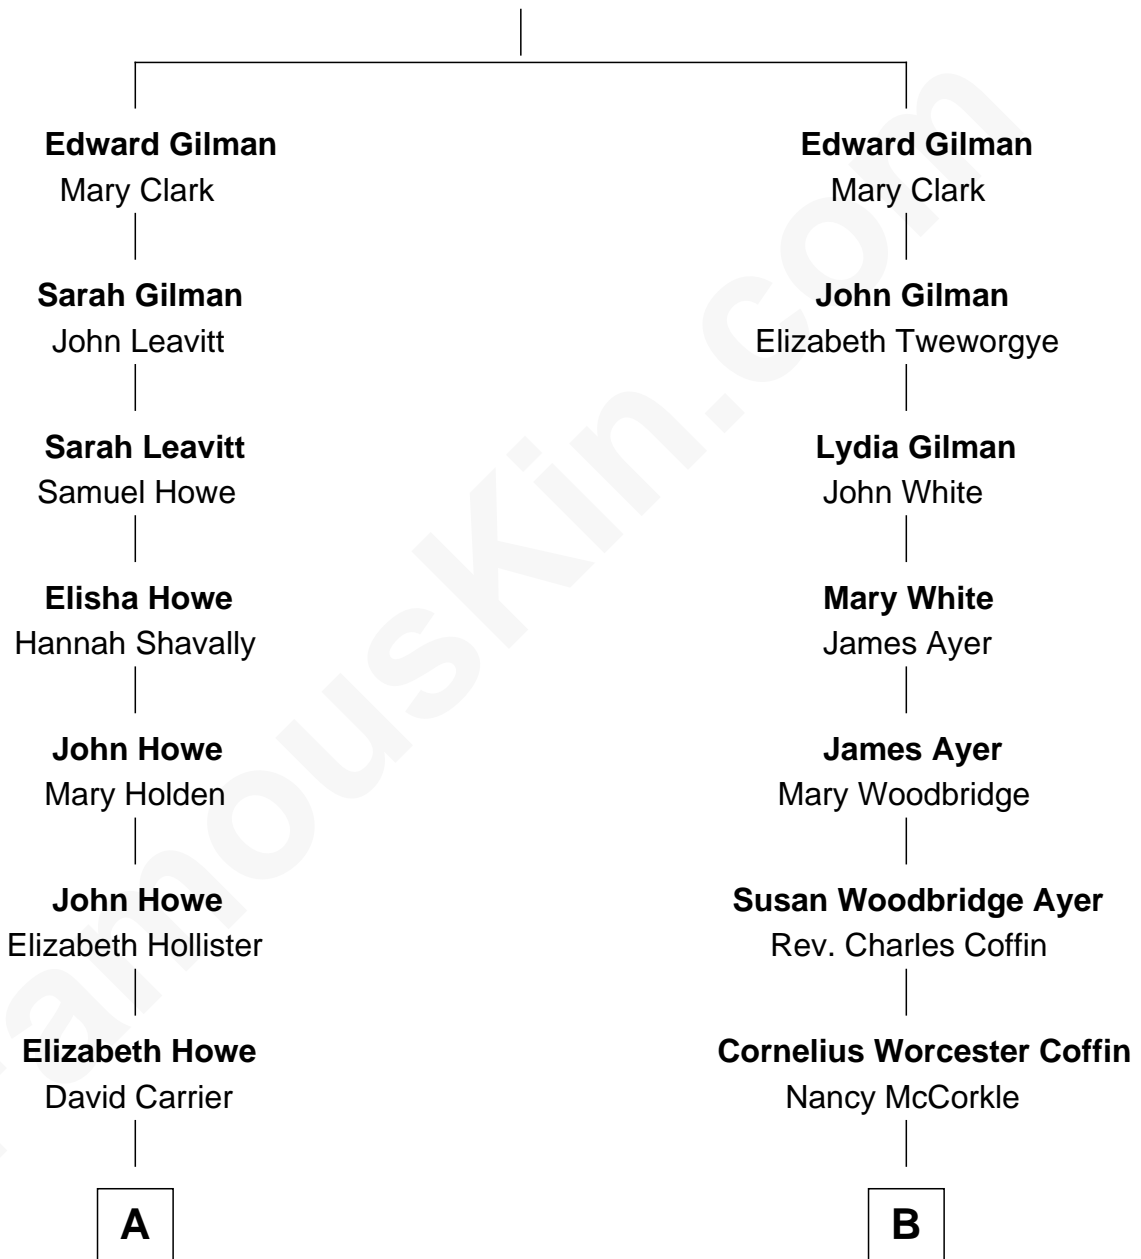 Edward Gilman
Mary Clark
Sarah Gilman
John Leavitt
Sarah Leavitt
Samuel Howe
Elisha Howe
Hannah Shavally
John Howe
Mary Holden
John Howe
Elizabeth Hollister
Elizabeth Howe
David Carrier
A
Edward Gilman
Mary Clark
John Gilman
Elizabeth Tweworgye
Lydia Gilman
John White
Mary White
James Ayer
James Ayer
Mary Woodbridge
Susan Woodbridge Ayer
Rev. Charles Coffin
Cornelius Worcester Coffin
Nancy McCorkle
B
FamousKin.com